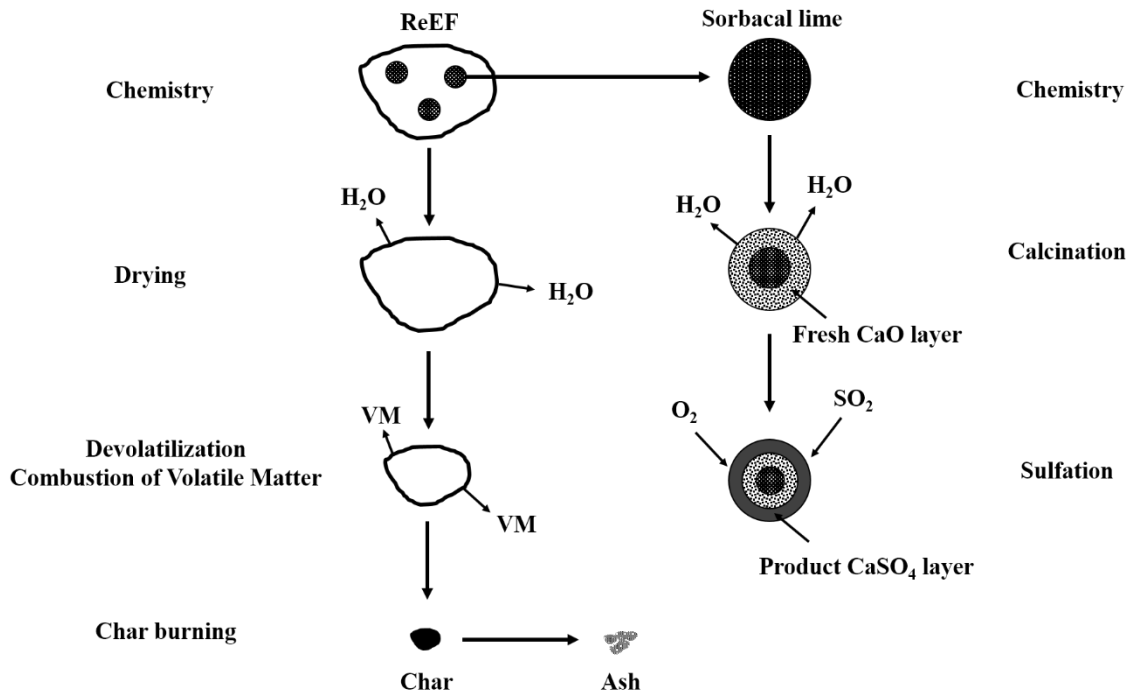 ReEF
Sorbacal lime
Chemistry
Chemistry
H₂O
H₂O
H₂O
Drying
H₂O
Calcination
Fresh CaO layer
VM
O₂
SO₂
Devolatilization
Combustion of Volatile Matter
Sulfation
VM
Product CaSO₄ layer
Char burning
Char
Ash